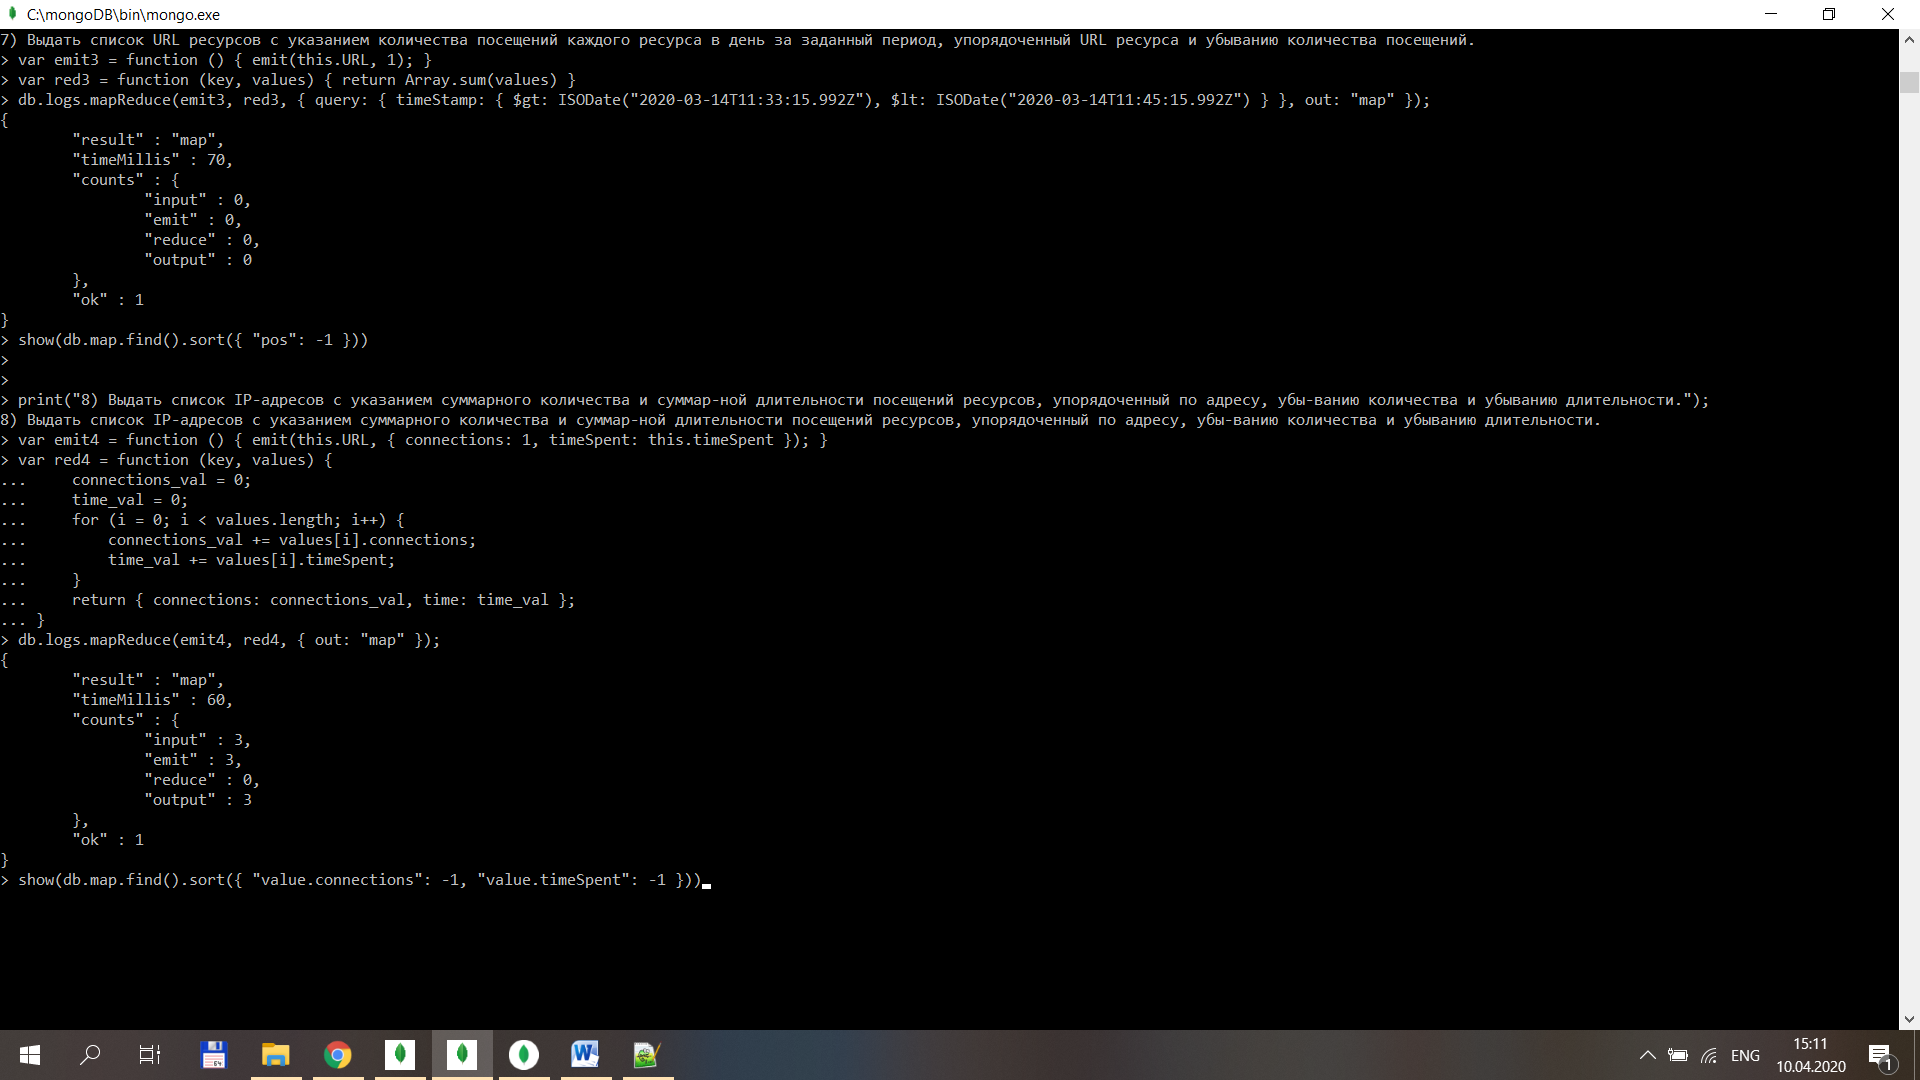 C:\mongoDB\bin\mongo.exe
7) Выдать список URL ресурсов с указанием количества посещений каждого ресурса в день за заданный период, упорядоченный URL ресурса и убыванию количества посещений.
> var emit3 = function () { emit(this.URL, 1); }
> var red3 = function (key, values) { return Array.sum(values) }
> db.logs.mapReduce(emit3, red3, { query: { timeStamp: { $gt: ISODate("2020-03-14T11:33:15.992Z"), $lt: ISODate("2020-03-14T11:45:15.992Z") } }, out: "map" });
{
        "result" : "map",
        "timeMillis" : 70,
        "counts" : {
                "input" : 0,
                "emit" : 0,
                "reduce" : 0,
                "output" : 0
        },
        "ok" : 1
}
> show(db.map.find().sort({ "pos": -1 }))
>
>
> print("8) Выдать список IP-адресов с указанием суммарного количества и суммар-ной длительности посещений ресурсов, упорядоченный по адресу, убы-ванию количества и убыванию длительности.");
8) Выдать список IP-адресов с указанием суммарного количества и суммар-ной длительности посещений ресурсов, упорядоченный по адресу, убы-ванию количества и убыванию длительности.
> var emit4 = function () { emit(this.URL, { connections: 1, timeSpent: this.timeSpent }); }
> var red4 = function (key, values) {
...     connections_val = 0;
...     time_val = 0;
...     for (i = 0; i < values.length; i++) {
...         connections_val += values[i].connections;
...         time_val += values[i].timeSpent;
...     }
...     return { connections: connections_val, time: time_val };
... }
> db.logs.mapReduce(emit4, red4, { out: "map" });
{
        "result" : "map",
        "timeMillis" : 60,
        "counts" : {
                "input" : 3,
                "emit" : 3,
                "reduce" : 0,
                "output" : 3
        },
        "ok" : 1
}
> show(db.map.find().sort({ "value.connections": -1, "value.timeSpent": -1 }))
64
W
ENG
15:11
10.04.2020
1